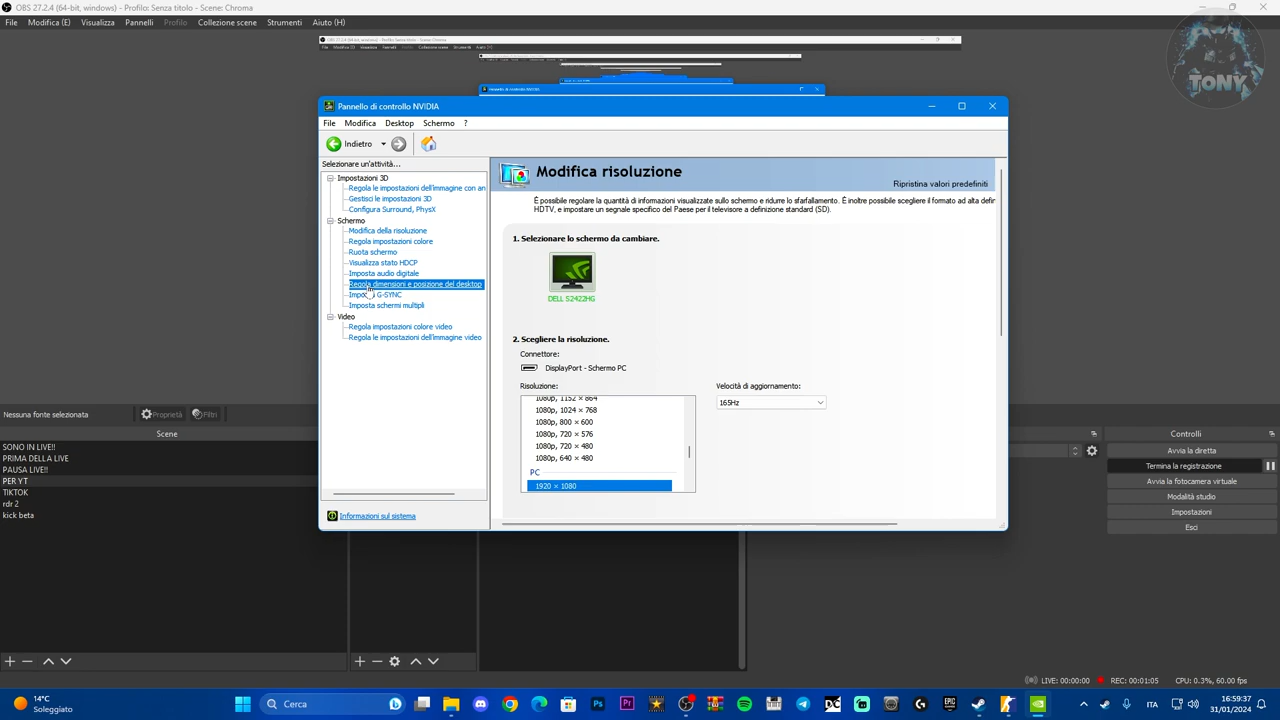 OBS 27.2.4 (64-bit, windows) - Profilo: Senza titolo - Scene: Chroma
File Modifica (E) Visualizza Pannelli Profilo Collezione scene Strumenti Aiuto (H)
TONY
Pannello di controllo NVIDIA
Pannello di controllo NVIDIA
File Modifica Desktop Schermo ?
Indietro
Selezionare un'attività...
Impostazioni 3D
Regola le impostazioni dell'immagine con an
Gestisci le impostazioni 3D
Configura Surround, PhysX
Schermo
Modifica della risoluzione
Regola impostazioni colore
Ruota schermo
Visualizza stato HDCP
Imposta audio digitale
Regola dimensioni e posizione del desktop
G-SYNC
Imposta schermi multipli
Video
Regola impostazioni colore video
Regola le impostazioni dell'immagine video
Informazioni sul sistema
Modifica risoluzione
Ripristina valori predefiniti
È possibile regolare la quantità di informazioni visualizzate sullo schermo e ridurre lo sfarfallamento. È inoltre possibile scegliere il formato ad alta defin
HDTV, e impostare un segnale specifico del Paese per il televisore a definizione standard (SD).
1. Selezionare lo schermo da cambiare.
DELL S2422HG
2. Scegliere la risoluzione.
Connettore:
DisplayPort - Schermo PC
Risoluzione:
1080p, 1152 × 864
1080p, 1024 × 768
1080p, 800 × 600
1080p, 720 × 576
1080p, 720 × 480
1080p, 640 × 480
PC
1920 × 1080
Velocità di aggiornamento:
165Hz
Nessuna fonte selezionata
Proprietà
Filtri
Scene
SONO IN LIVE!!
PRIMA DELLA LIVE
PAUSA LIVE!!
PER YT
TIKTOK
rdr 2
kick beta
Controlli
Avvia la diretta
Termina la registrazione
Avvia la fotocamera virtuale
Modalità studio
Impostazioni
Esci
LIVE: 00:00:00 REC: 00:01:05 CPU: 0.3%, 60.00 fps
14°C
Soleggiato
Cerca
ITA
16:59:37
31/01/2024